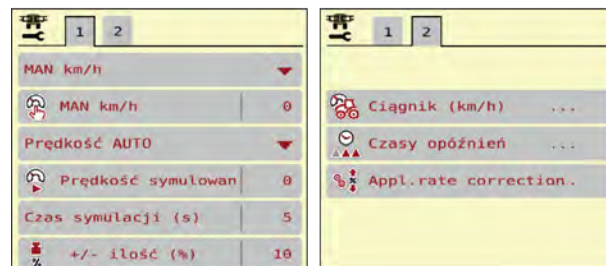 1 2
MAN km/h
MAN km/h 0
Prędkość AUTO
Prędkość symulowan 0
Czas symulacji (s) 5
+/- ilość (%) 10
1 2
Ciągnik (km/h) ...
Czasy opóźnień ...
Appl.rate correction.